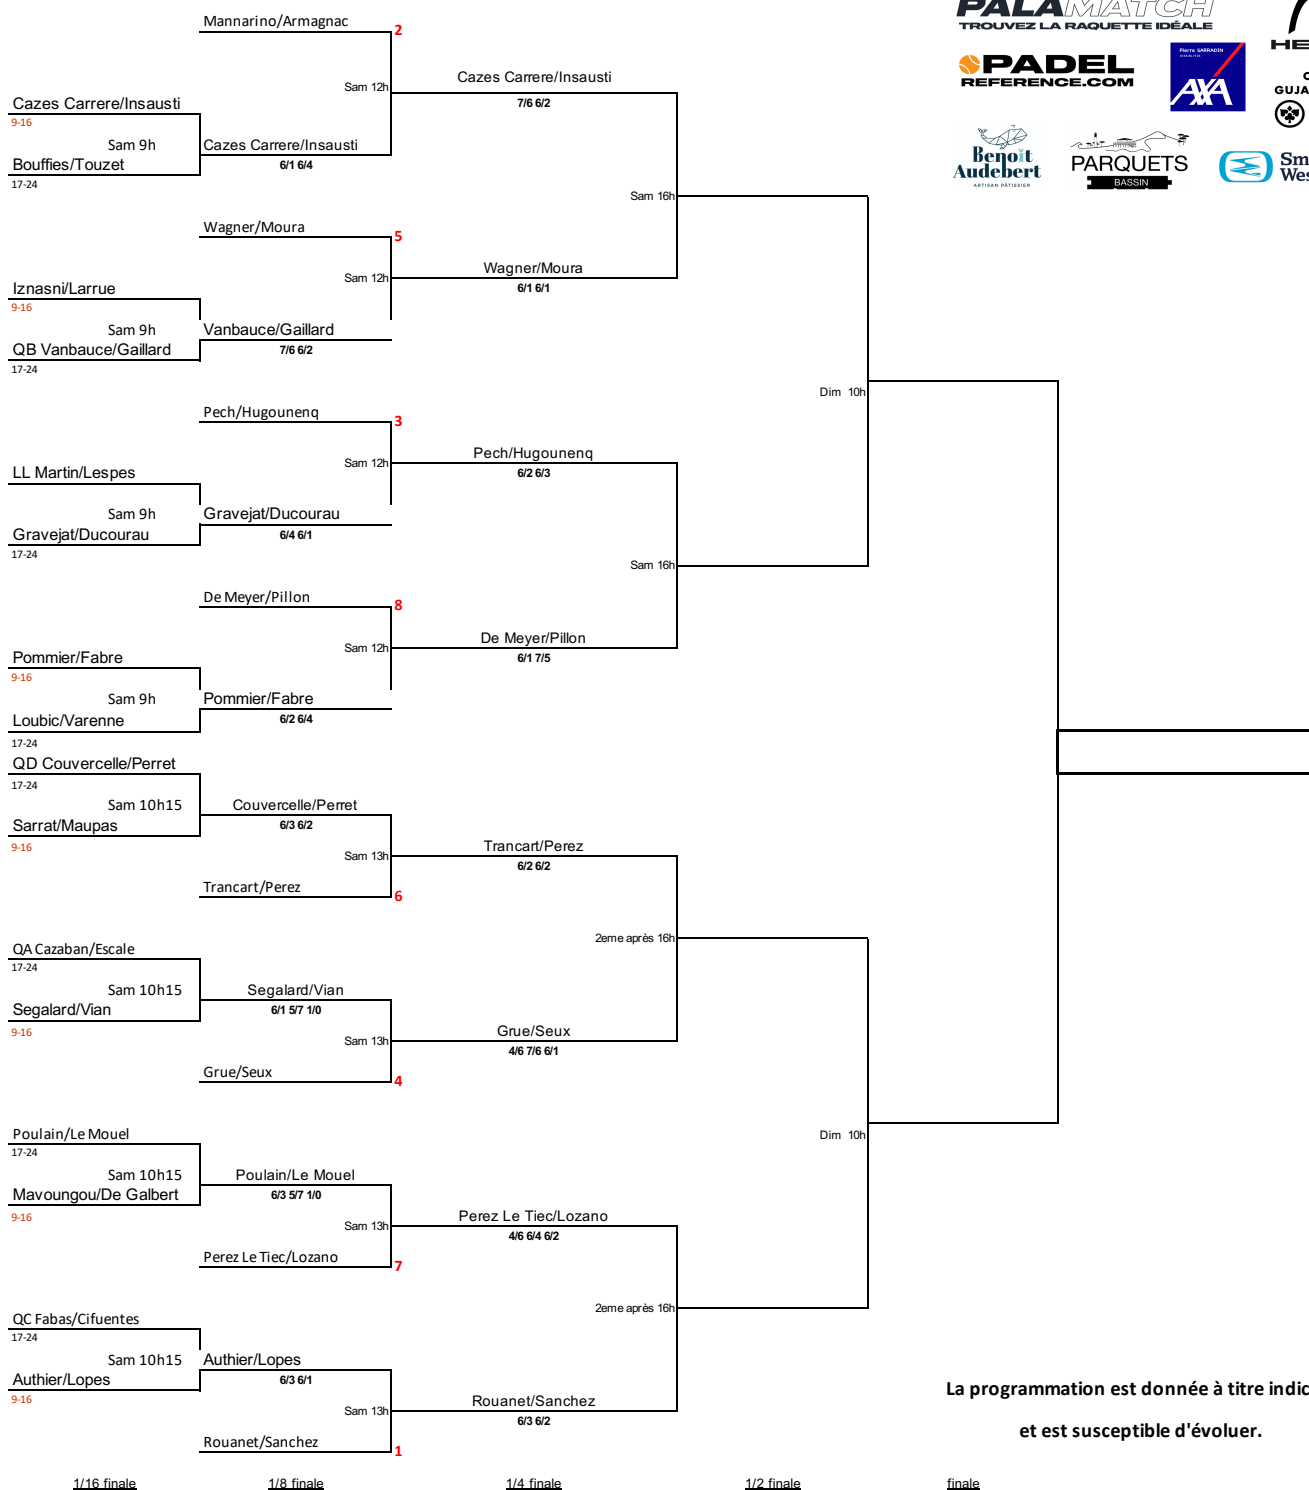 Mannarino/Armagnac
2
PALAMATCH
TROUVEZ LA RAQUETTE IDÉALE
Pierre SARRADIN
PADEL
REFERENCE.COM
AXA
Sam 12h
Cazes Carrere/Insausti
7/6 6/2
Cazes Carrere/Insausti
9-16
Sam 9h
Cazes Carrere/Insausti
6/1 6/4
Bouffies/Touzet
17-24
Benoit
Audebert
ARTISAN PÂTISSIER
PARQUETS
BASSIN
Sam 16h
Wagner/Moura
5
Sam 12h
Wagner/Moura
6/1 6/1
Iznasni/Larrue
9-16
Sam 9h
Vanbauce/Gaillard
7/6 6/2
QB Vanbauce/Gaillard
17-24
Dim 10h
Pech/Hugounenq
3
Sam 12h
Pech/Hugounenq
6/2 6/3
LL Martin/Lespes
Sam 9h
Gravejat/Ducourau
6/4 6/1
Gravejat/Ducourau
17-24
Sam 16h
De Meyer/Pillon
8
Sam 12h
De Meyer/Pillon
6/1 7/5
Pommier/Fabre
9-16
Sam 9h
Pommier/Fabre
6/2 6/4
Loubic/Varenne
17-24
QD Couvercelle/Perret
17-24
Sam 10h15
Couvercelle/Perret
6/3 6/2
Sarrat/Maupas
9-16
Sam 13h
Trancart/Perez
6/2 6/2
Trancart/Perez
6
2eme après 16h
QA Cazaban/Escale
17-24
Sam 10h15
Segalard/Vian
6/1 5/7 1/0
Segalard/Vian
9-16
Sam 13h
Grue/Seux
4/6 7/6 6/1
Grue/Seux
4
Dim 10h
Poulain/Le Mouel
17-24
Sam 10h15
Poulain/Le Mouel
6/3 5/7 1/0
Mavoungou/De Galbert
9-16
Sam 13h
Perez Le Tiec/Lozano
4/6 6/4 6/2
Perez Le Tiec/Lozano
7
2eme après 16h
QC Fabas/Cifuentes
17-24
Sam 10h15
Authier/Lopes
6/3 6/1
Authier/Lopes
9-16
Sam 13h
Rouanet/Sanchez
6/3 6/2
Rouanet/Sanchez
1
La programmation est donnée à titre indic
et est susceptible d'évoluer.
1/16 finale
1/8 finale
1/4 finale
1/2 finale
finale